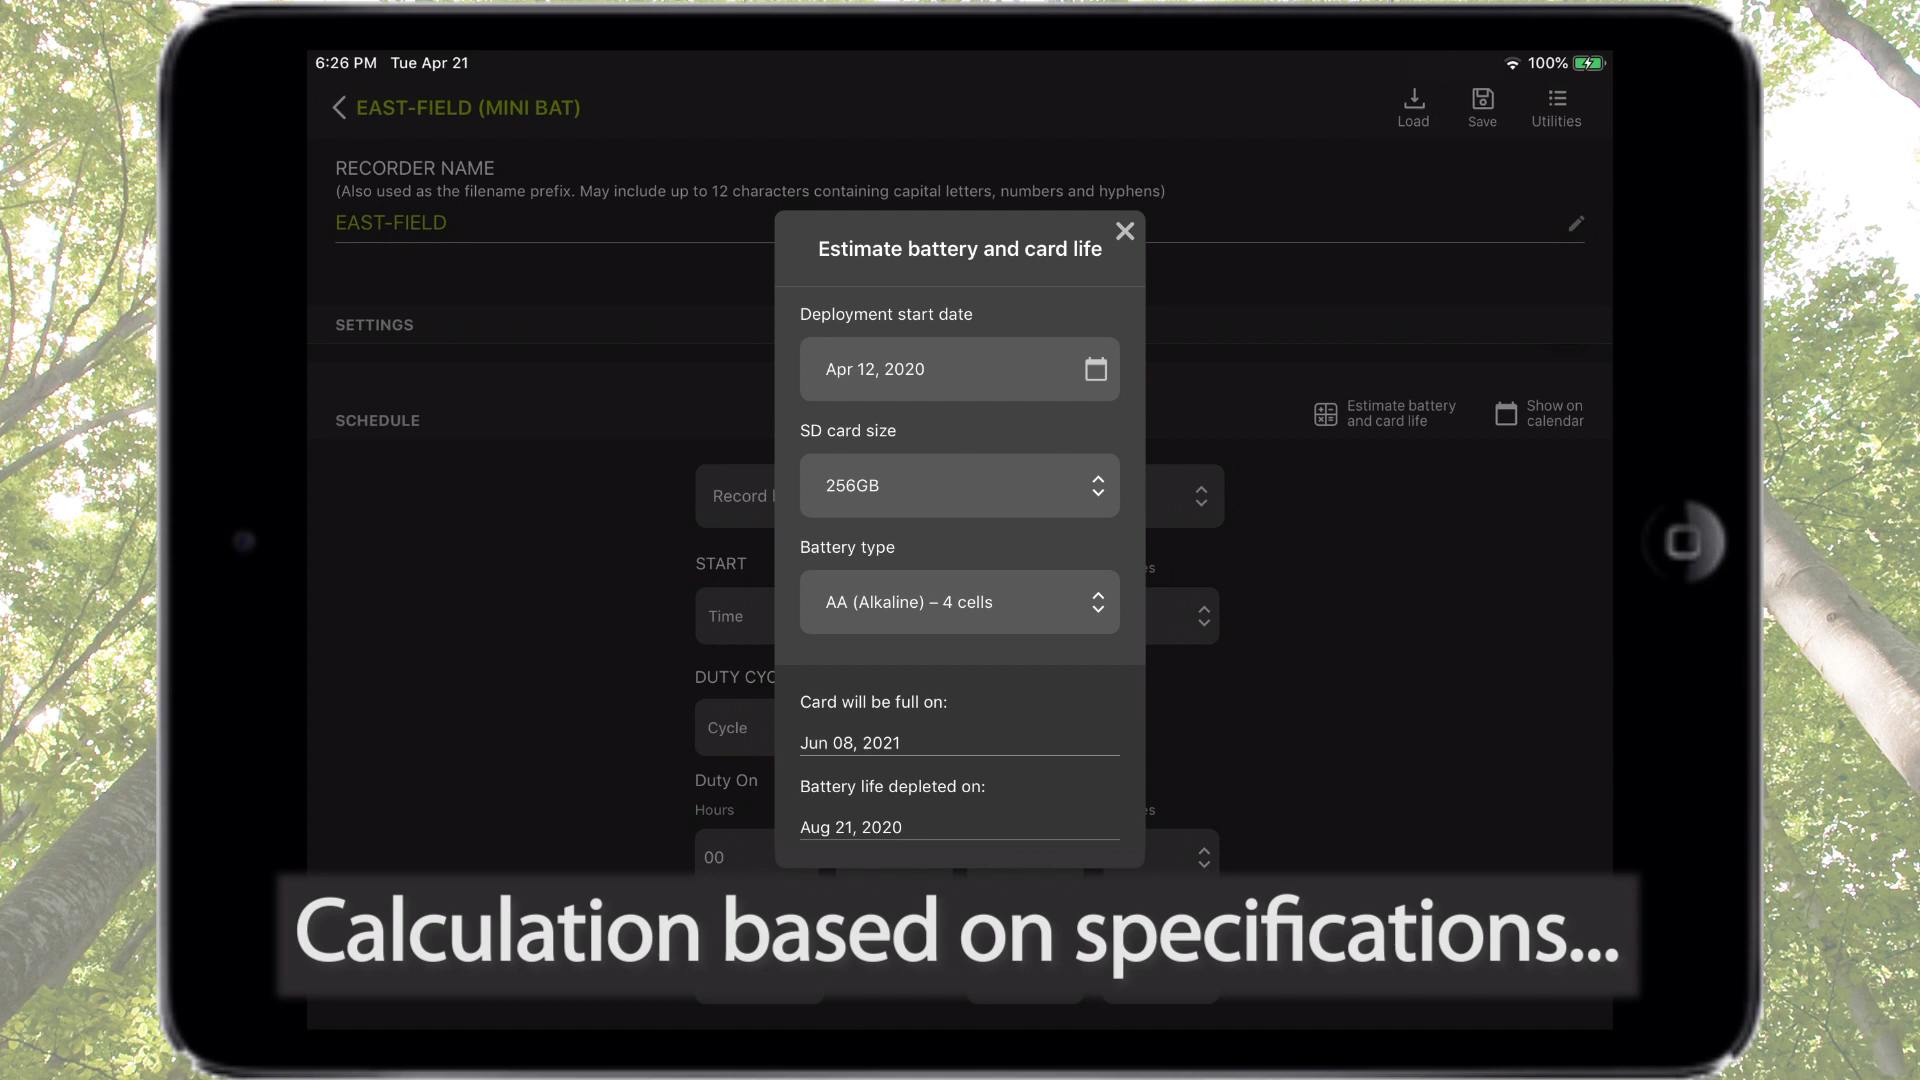 6:26 PM Tue Apr 21
100%
EAST-FIELD (MINI BAT)
Load
Save
Utilities
RECORDER NAME
(Also used as the filename prefix. May include up to 12 characters containing capital letters, numbers and hyphens)
EAST-FIELD
Estimate battery and card life
Deployment start date
SETTINGS
Apr 12, 2020
SCHEDULE
Estimate battery
and card life
Show on
calendar
SD card size
256GB
Record
Battery type
START
AA (Alkaline) – 4 cells
Time
DUTY CYC
Card will be full on:
Cycle
Jun 08, 2021
Duty On
Battery life depleted on:
Hours
Aug 21, 2020
00
Calculation based on specifications...